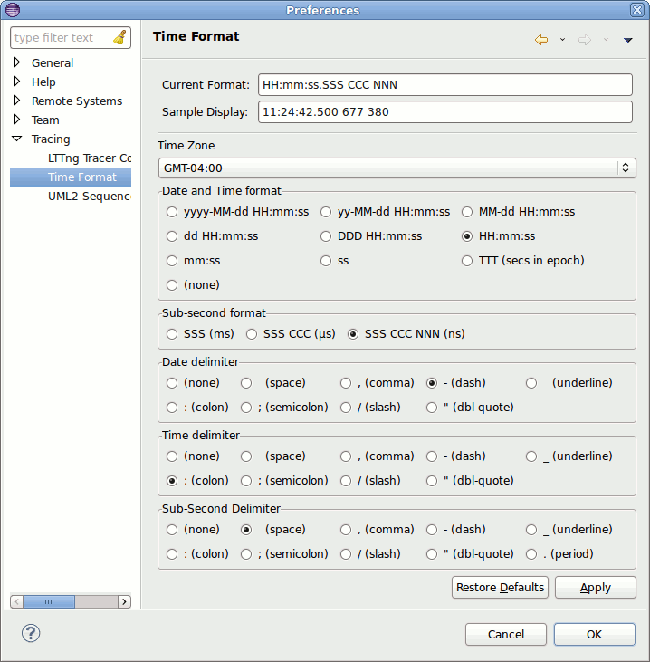 Preferences
type filter text
Time Format
General
Help
Remote Systems
Team
Tracing
LTTng Tracer Co
Time Format
UML2 Sequenc
Current Format: HH:mm:ss.SSS CCC NNN
Sample Display: 11:24:42.500 677 380
Time Zone
GMT-04:00
Date and Time format
yyyy-MM-dd HH:mm:ss yy-MM-dd HH:mm:ss MM-dd HH:mm:ss
dd HH:mm:ss DDD HH:mm:ss HH:mm:ss
mm:ss ss TTT (secs in epoch)
(none)
Sub-second format
SSS (ms) SSS CCC (µs) SSS CCC NNN (ns)
Date delimiter
(none) (space) , (comma) - (dash) (underline)
: (colon) ; (semicolon) / (slash) " (dbl-quote)
Time delimiter
(none) (space) , (comma) - (dash) _ (underline)
: (colon) ; (semicolon) / (slash) " (dbl-quote)
Sub-Second Delimiter
(none) (space) , (comma) - (dash) _ (underline)
: (colon) ; (semicolon) / (slash) " (dbl-quote) . (period)
Restore Defaults Apply
? Cancel OK